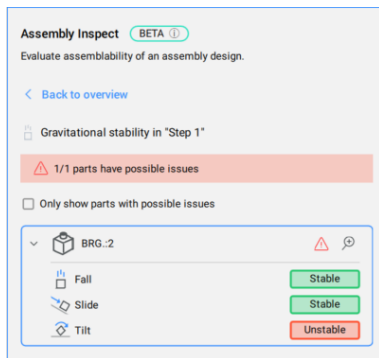 Assembly Inspect BETA
Evaluate assemblability of an assembly design.
Back to overview
Gravitational stability in "Step 1"
1/1 parts have possible issues
Only show parts with possible issues
BRG.:2
Fall Stable
Slide Stable
Tilt Unstable